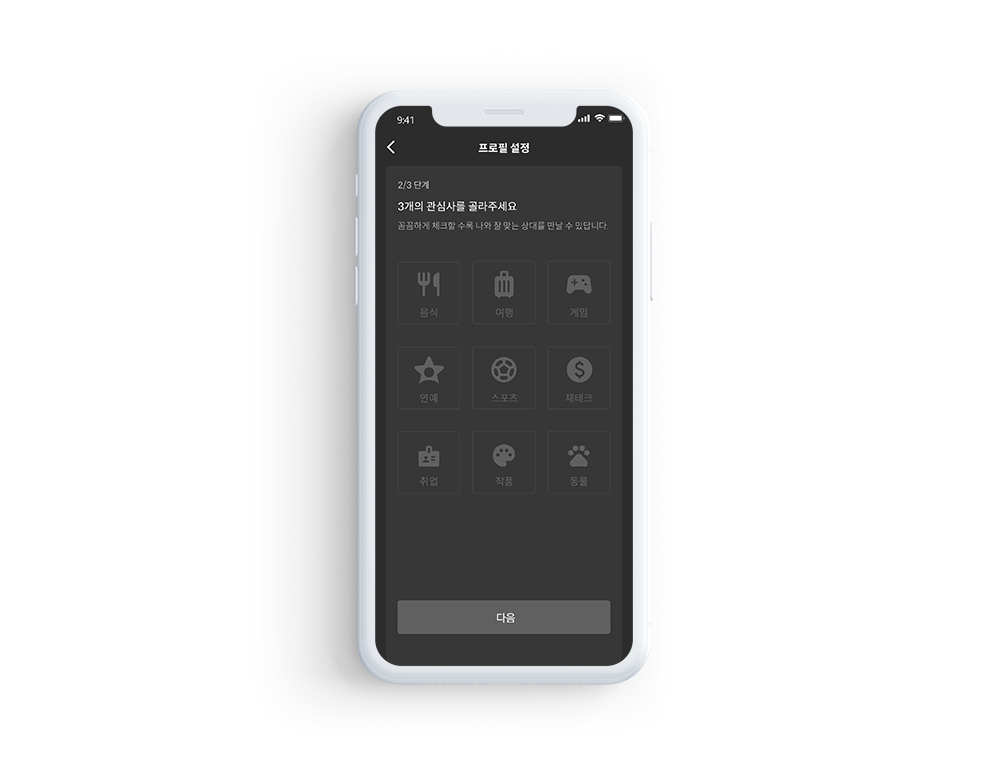 9:41
프로필 설정
2/3 단계
3개의 관심사를 골라주세요
꼼꼼하게 체크할 수록 나와 잘 맞는 상대를 만날 수 있답니다.
음식 여행 게임
연예 스포츠 재태크
취업 작품 동물
다음